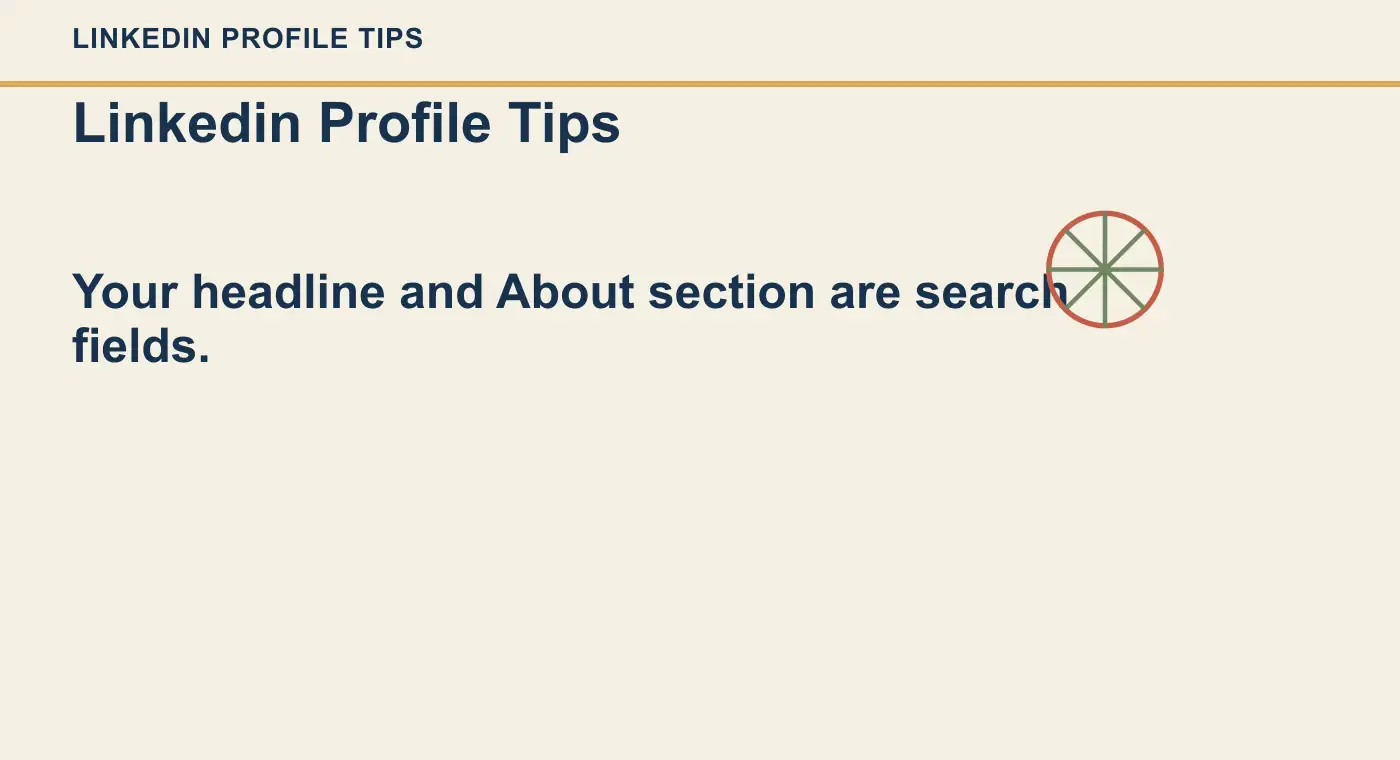 LINKEDIN PROFILE TIPS
Linkedin Profile Tips
Your headline and About section are search
fields.